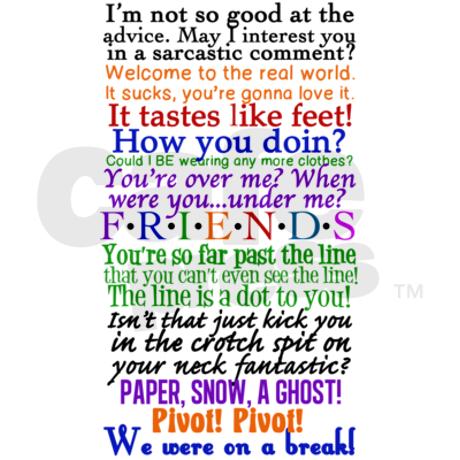 I'm not so good at the
advice. May I interest you
in a sarcastic comment?
Welcome to the real world.
It sucks, you're gonna love it.
It tastes like feet!
How you doin?
Could I BE wearing any more clothes?
You're over me? When
were you...under me?
F•R•I•E•N•D•S
You're so far past the line
that you can't even see the line!
The line is a dot to you!
Isn't that just kick you
in the crotch spit on
your neck fantastic?
PAPER, SNOW, A GHOST!
Pivot! Pivot!
We were on a break!
TM